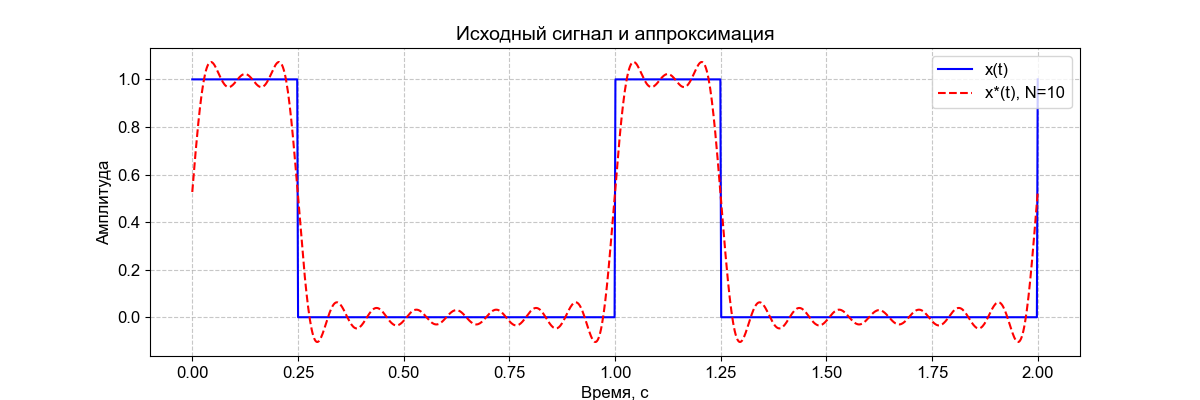 Исходный сигнал и аппроксимация
x(t)
x*(t), N=10
Амплитуда
1.0
0.8
0.6
0.4
0.2
0.0
0.00 0.25 0.50 0.75 1.00 1.25 1.50 1.75 2.00
Время, с